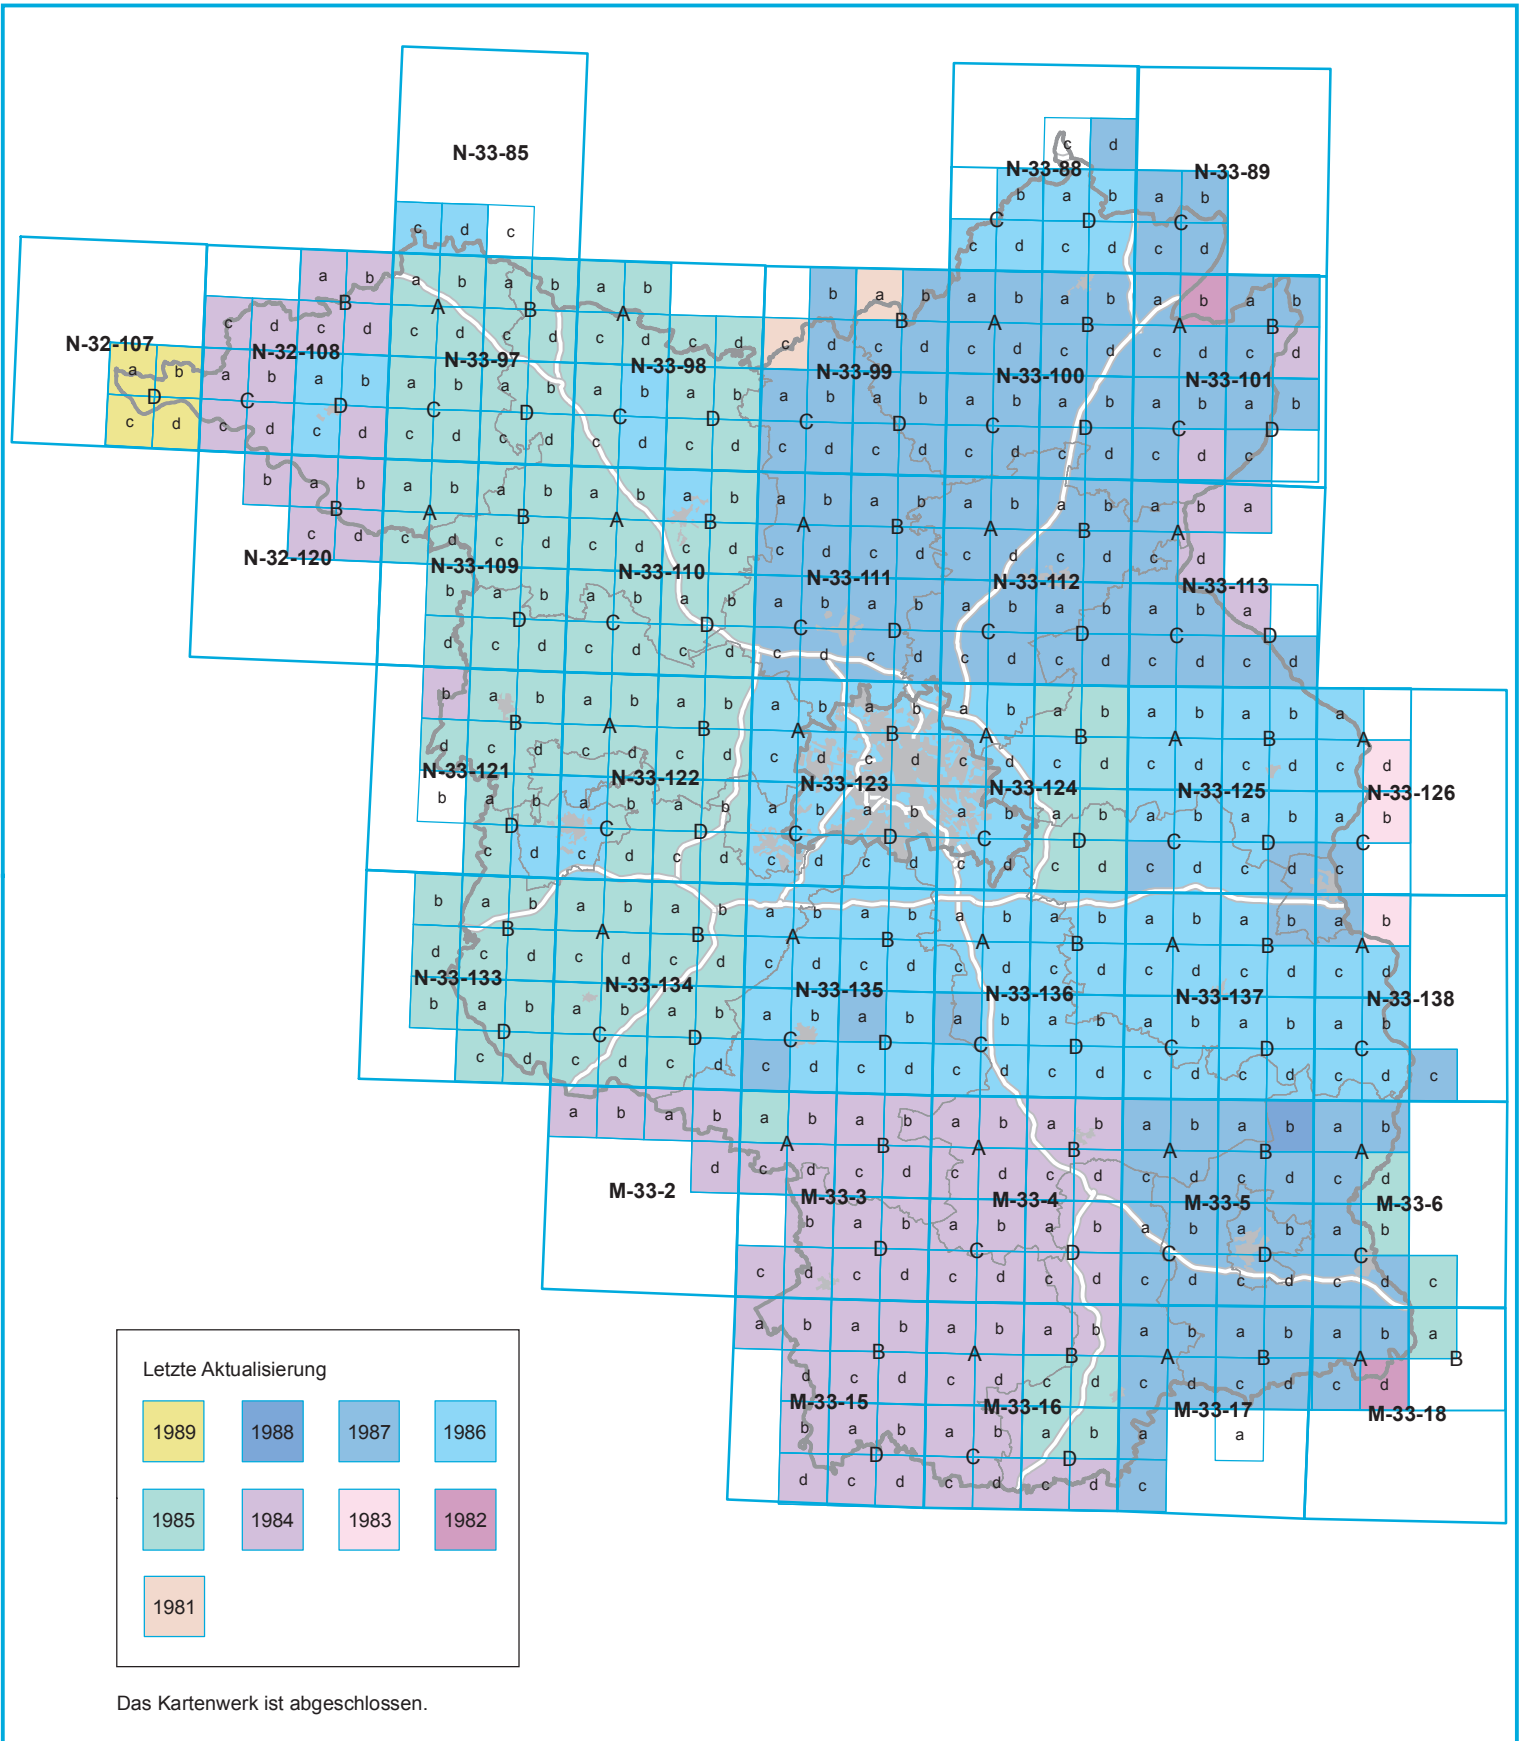 N-33-85
c d
N-33-88 N-33-89
b a b a b
C D C
c d c c d c d c d
a b a b a b a b b a b a b a b a b a b
B A B A B A B A B
c d c d c d c d c d c d c d c d c d c d c d c d
N-32-107 N-32-108 N-33-97 N-33-98 N-33-99 N-33-100 N-33-101
a b a b a b a b a b a b a b a b a b a b a b a b a b
D C D C D C D C D C D C D
c d c d c d c d c d c d c d c d c d c d c d c d c
b a b a b a b a b a b a b a b a b a b a b a
B A B A B A B A B A
c d c d c d c d c d c d c d c d c d c d
N-32-120 N-33-109 N-33-110 N-33-111 N-33-112 N-33-113
b a b a b a b a b a b a b a b a b a
D C D C D C D C D
d c d c d c d c d c d c d c d c d c d
b a b a b a b a b a b a b a b a b a b a
B A B A B A B A B A
d c d c d c d c d c d c d c d c d c d c d
N-33-121 N-33-122 N-33-123 N-33-124 N-33-125 N-33-126
b a b a b a b a b a b a b a b a b a b a b
D C D C D C D C D C
c d c d c d c d c d c d c d c d c d c
b a b a b a b a b a b a b a b a b a b a b
B A B A B A B A B A
d c d c d c d c d c d c d c d c d c d c d
N-33-133 N-33-134 N-33-135 N-33-136 N-33-137 N-33-138
b a b a b a b a b a b a b a b a b a b a b
D C D C D C D C D C
c d c d c d c d c d c d c d c d c d c d c
a b a b a b a b a b a b a b a b a b
A B A B A B A
d c d c d c d c d c d c d c d
M-33-2 M-33-3 M-33-4 M-33-5 M-33-6
b a b a b a b a b a b a b
D C D C D C
c d c d c d c d c d c d c d c
a b a b a b a b a b a b a b a
B A B A B A B
d c d c d c d c d c d c d
M-33-15 M-33-16 M-33-17 M-33-18
b a b a b a b a a
D C D
d c d c d c d c
Letzte Aktualisierung
1989 1988 1987 1986
1985 1984 1983 1982
1981
Das Kartenwerk ist abgeschlossen.